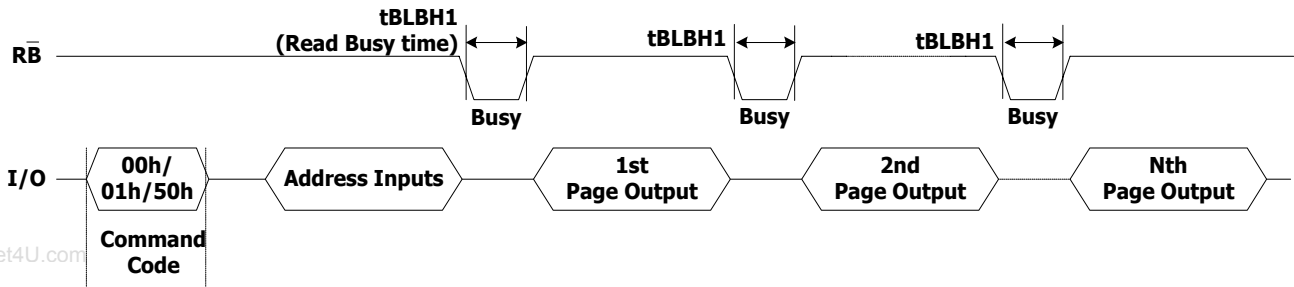 tBLBH1
(Read Busy time)
tBLBH1
tBLBH1
RB̅
Busy
Busy
Busy
I/O
00h/
01h/50h
Address Inputs
1st
Page Output
2nd
Page Output
Nth
Page Output
Command
Code
et4U.com